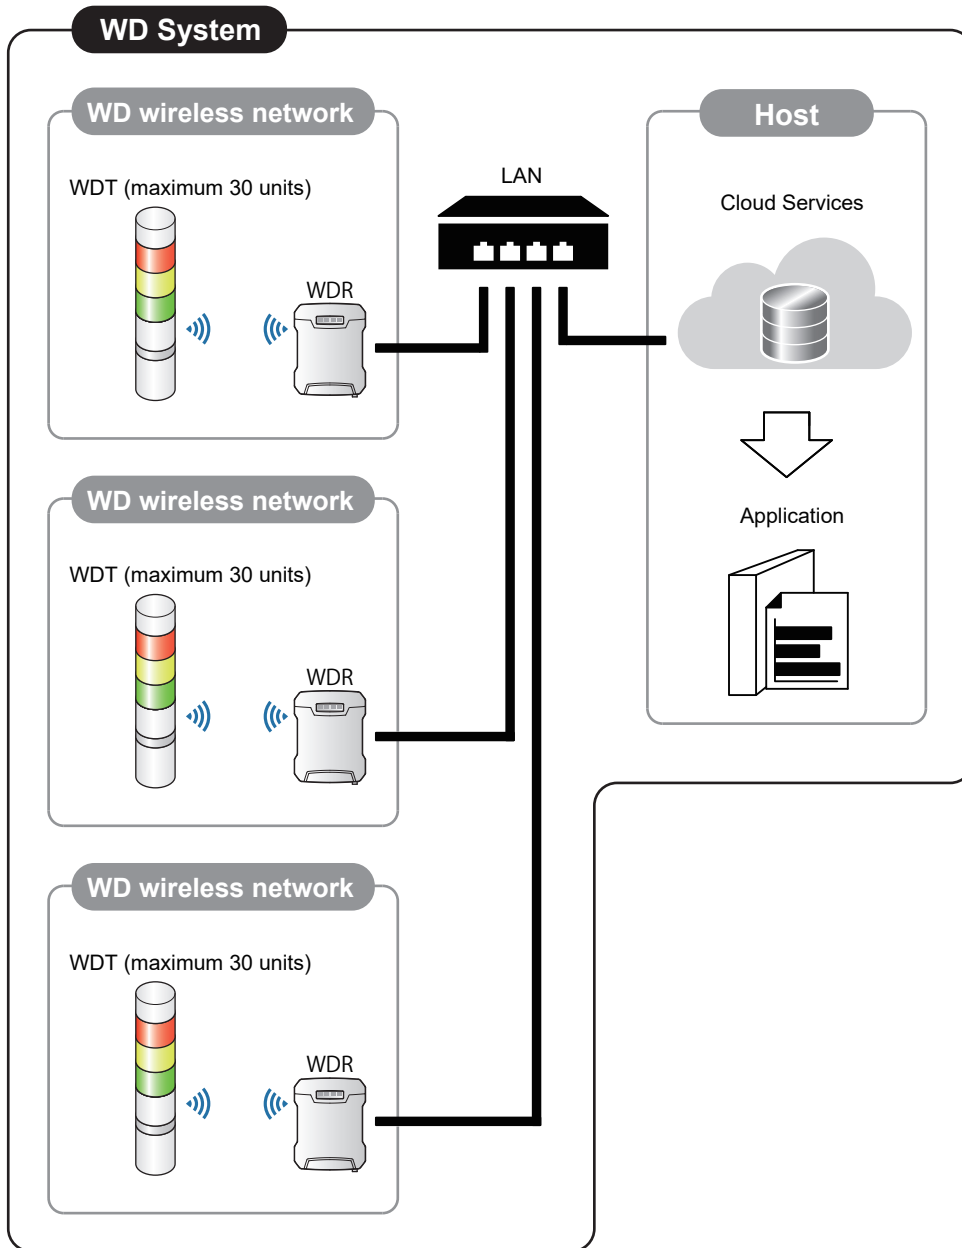 WD System
WD wireless network
WDT (maximum 30 units)
WDR
LAN
Host
Cloud Services
Application
WD wireless network
WDT (maximum 30 units)
WDR
WD wireless network
WDT (maximum 30 units)
WDR